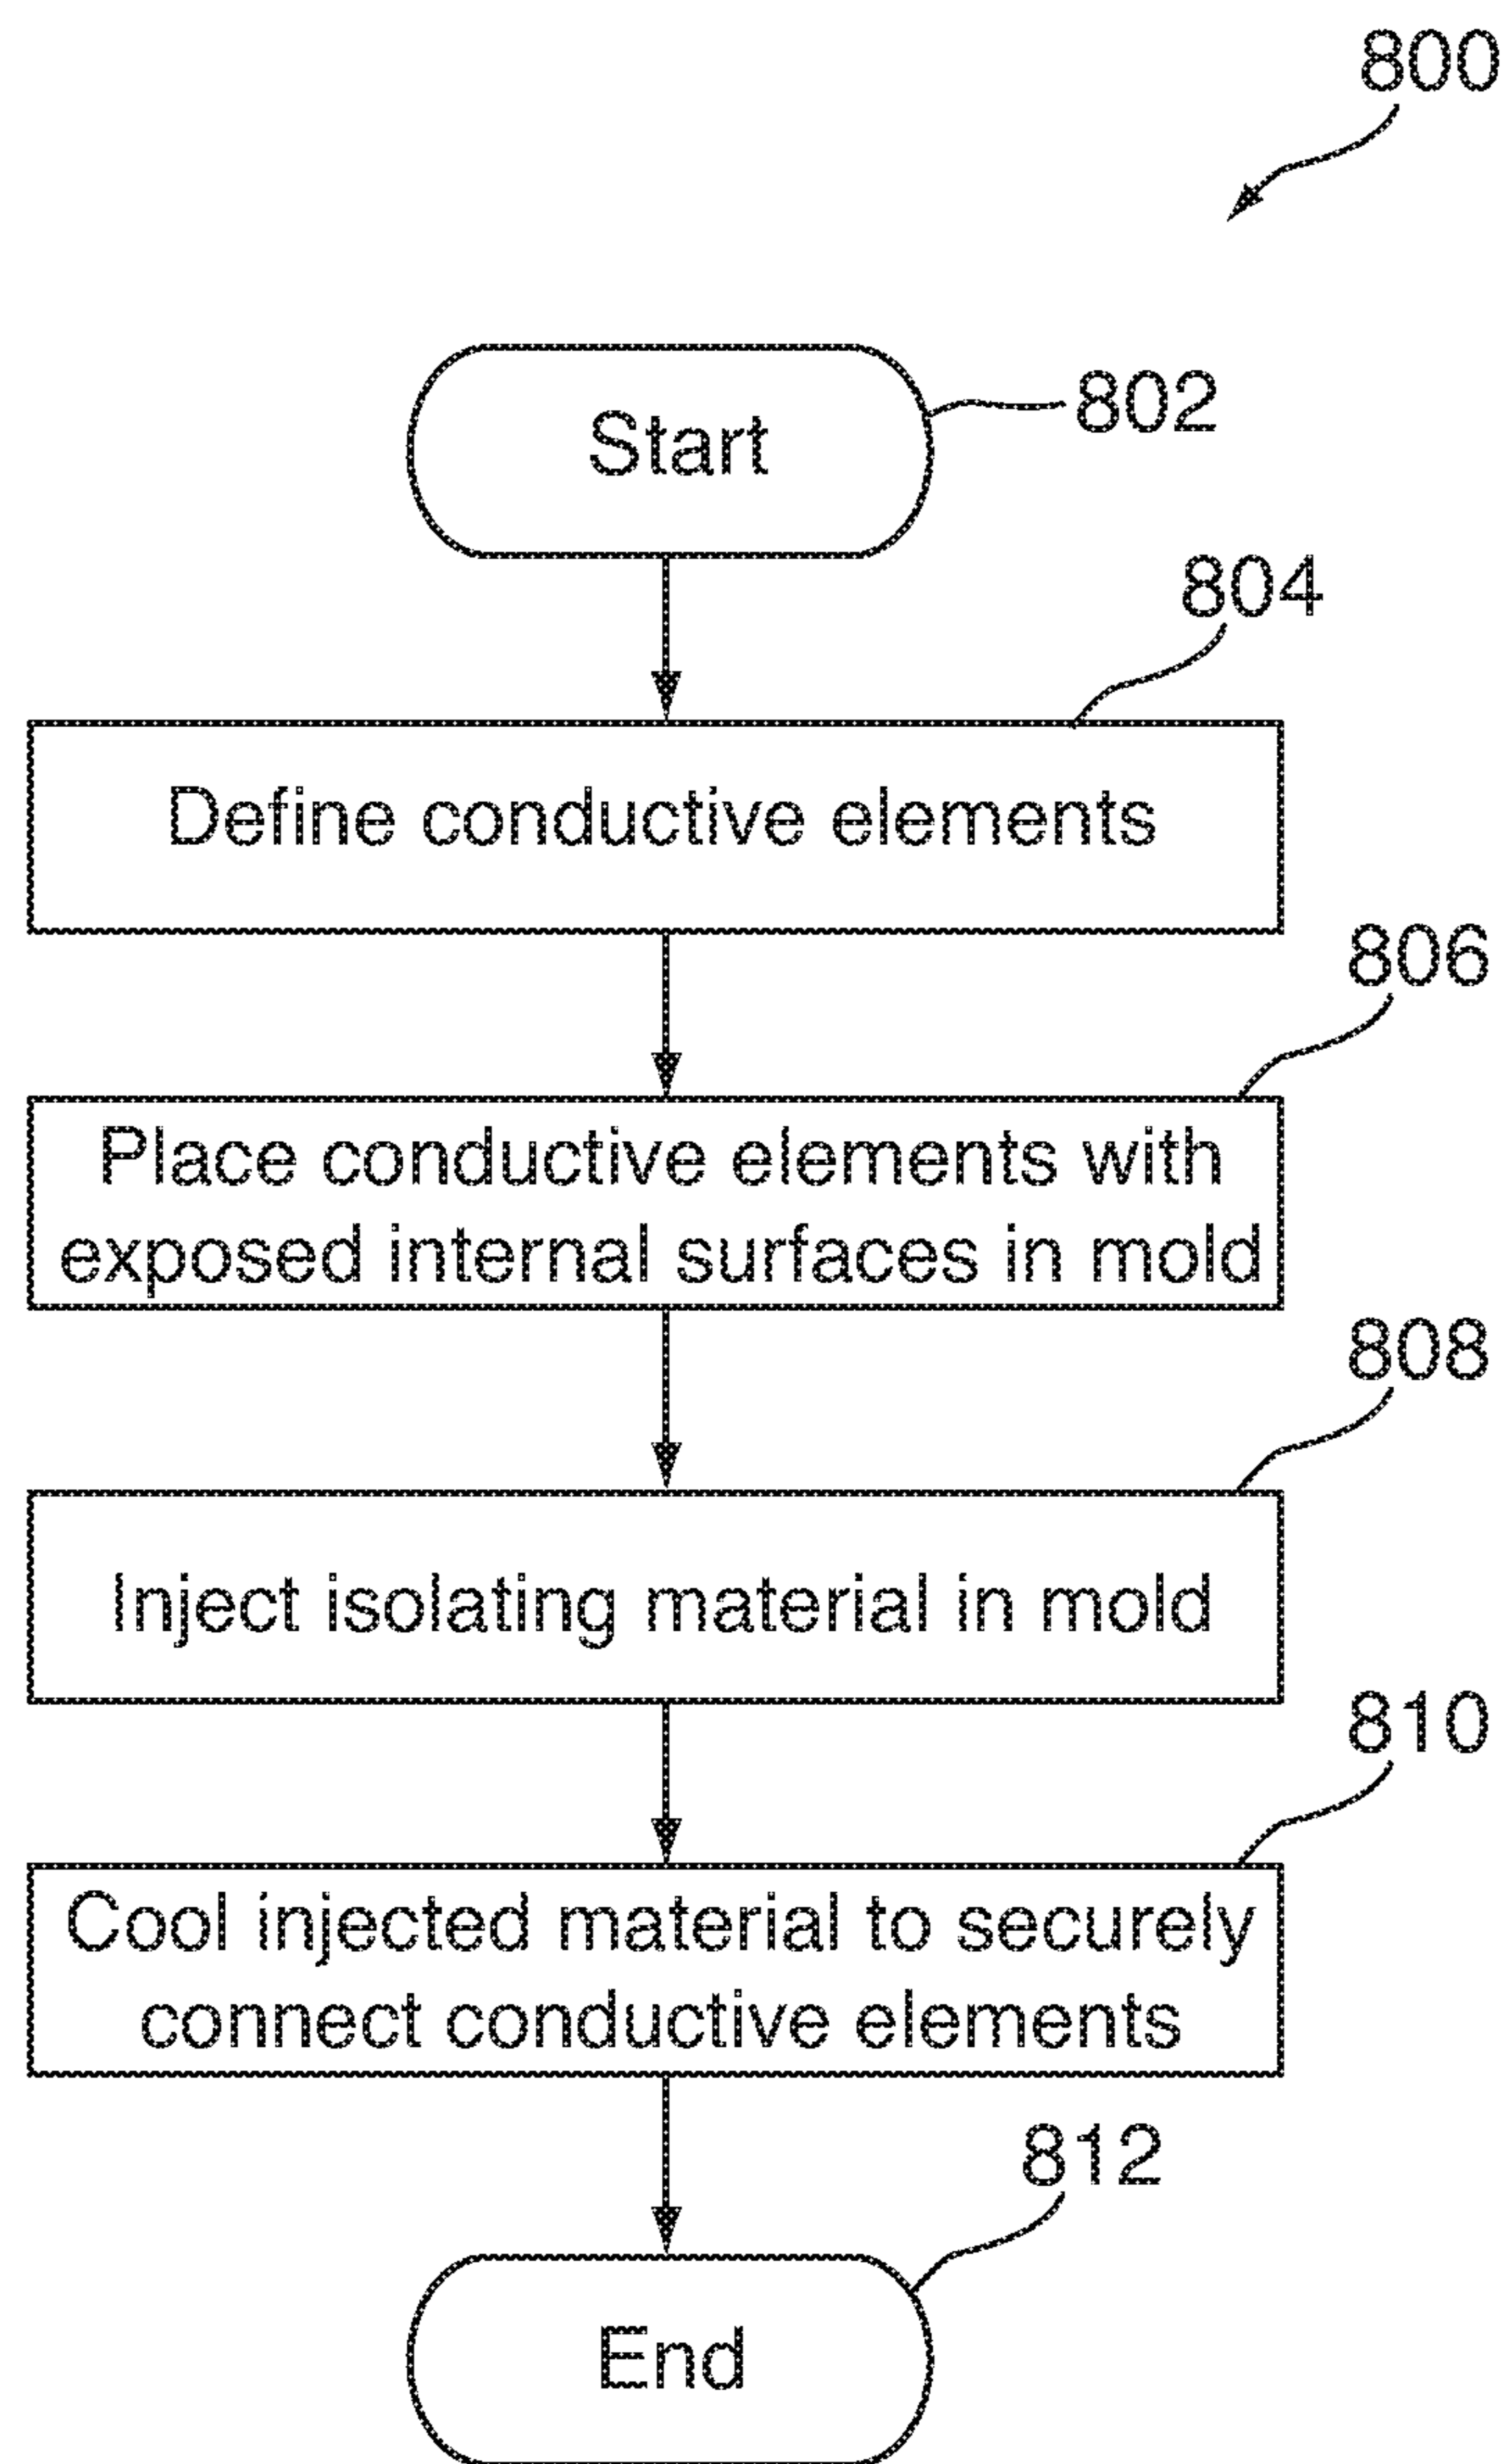 800
Start
802
804
Define conductive elements
806
Place conductive elements with
exposed internal surfaces in mold
808
Inject isolating material in mold
810
Cool injected material to securely
connect conductive elements
812
End